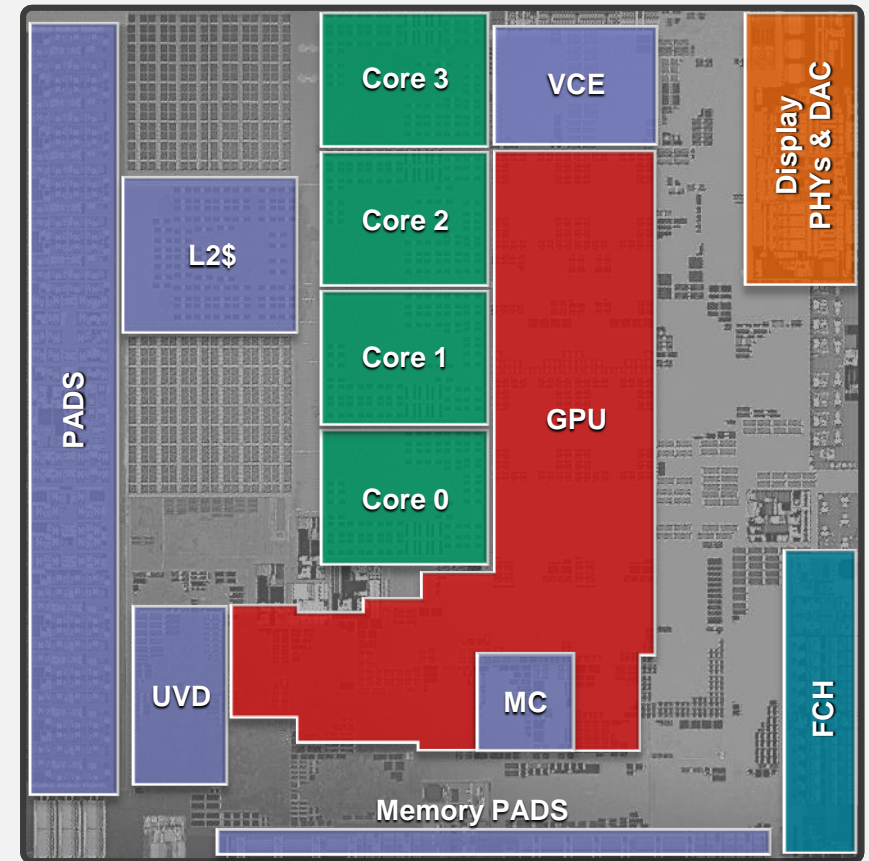 Core 3
VCE
Display
PHYs & DAC
Core 2
L2$
Core 1
PADS
GPU
Core 0
UVD
MC
FCH
Memory PADS